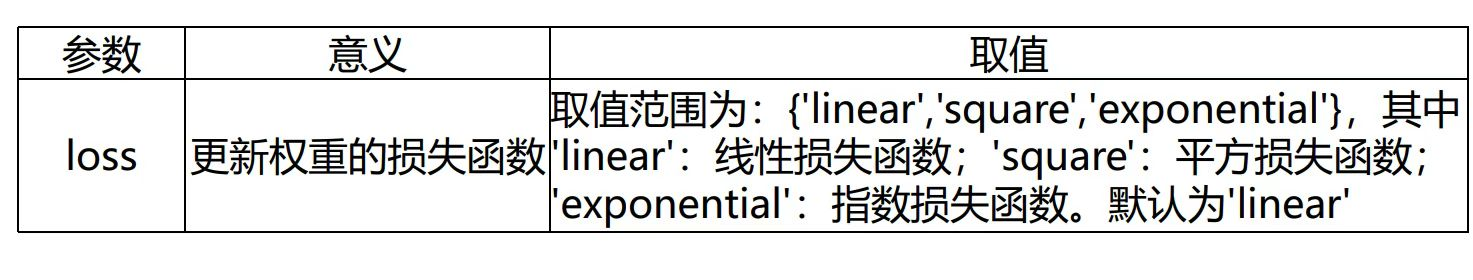 参数 意义 取值
loss 更新权重的损失函数 取值范围为：{'linear','square','exponential'}，其中
'linear'：线性损失函数；'square'：平方损失函数；
'exponential'：指数损失函数。默认为'linear'